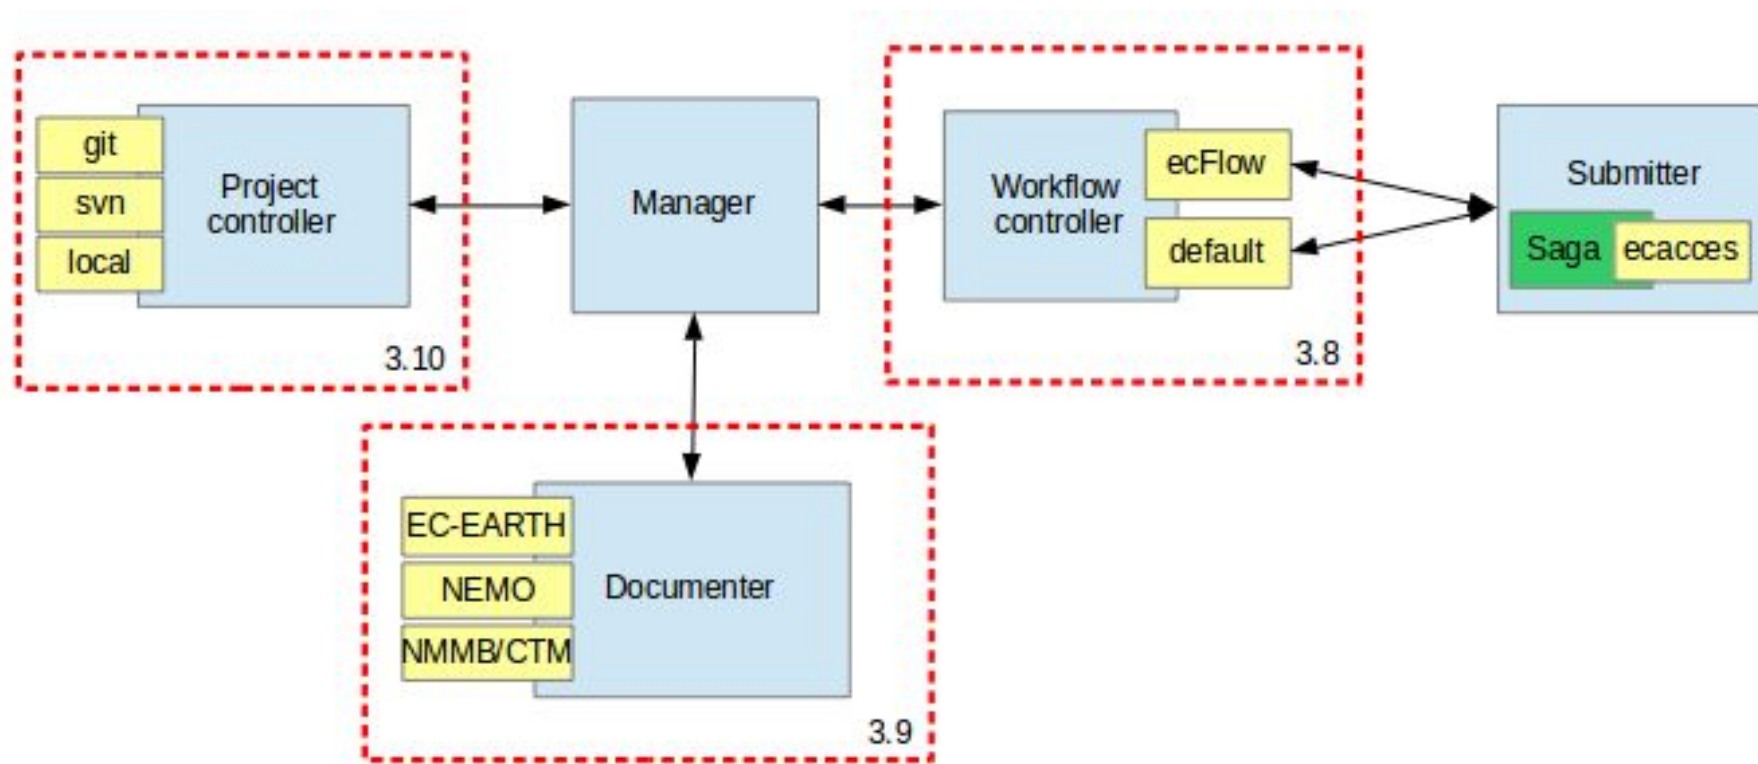 git
svn
local
Project
controller
3.10
Manager
Workflow
controller
ecFlow
default
3.8
Submitter
Saga
ecacces
EC-EARTH
NEMO
NMMB/CTM
Documenter
3.9